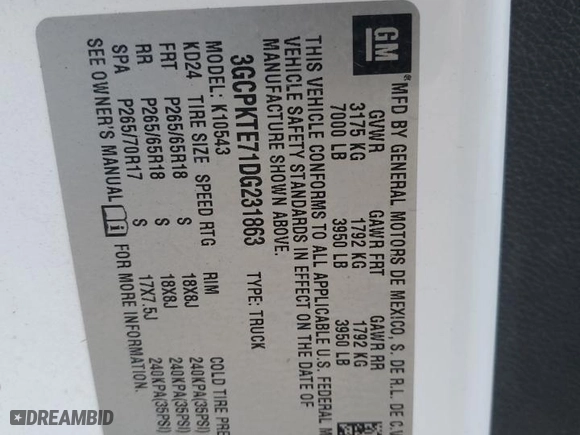 GM
MFD BY GENERAL MOTORS DE MEXICO, S. DE R.L. DE C.V.
GVWR GAWR FRT GAWR RR
3175 KG 1792 KG 1792 KG
7000 LB 3950 LB 3950 LB
THIS VEHICLE CONFORMS TO ALL APPLICABLE U.S. FEDERAL M
VEHICLE SAFETY STANDARDS IN EFFECT ON THE DATE OF
MANUFACTURE SHOWN ABOVE.
3GCPKTE71DG231863 TYPE: TRUCK
MODEL: K10543
KD24 TIRE SIZE SPEED RTG RIM COLD TIRE PRE
FRT P265/65R18 S 18X8J 240KPA(35PSI)
RR P265/65R18 S 18X8J 240KPA(35PSI)
SPA P265/70R17 S 17X7.5J 240KPA(35PSI)
SEE OWNER'S MANUAL FOR MORE INFORMATION.
DREAMBID